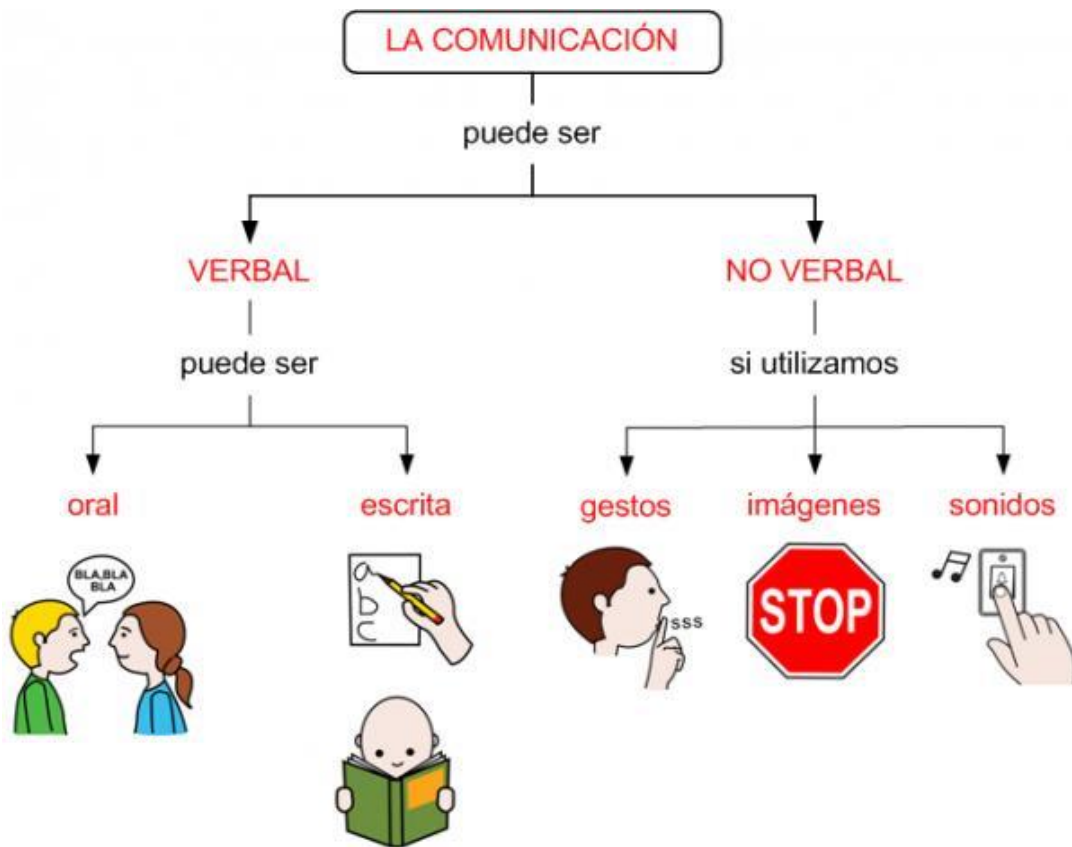 LA COMUNICACIÓN
puede ser
VERBAL
NO VERBAL
puede ser
si utilizamos
oral
escrita
gestos
imágenes
sonidos
BLA,BLA
BLA
a
b
c
sss
STOP